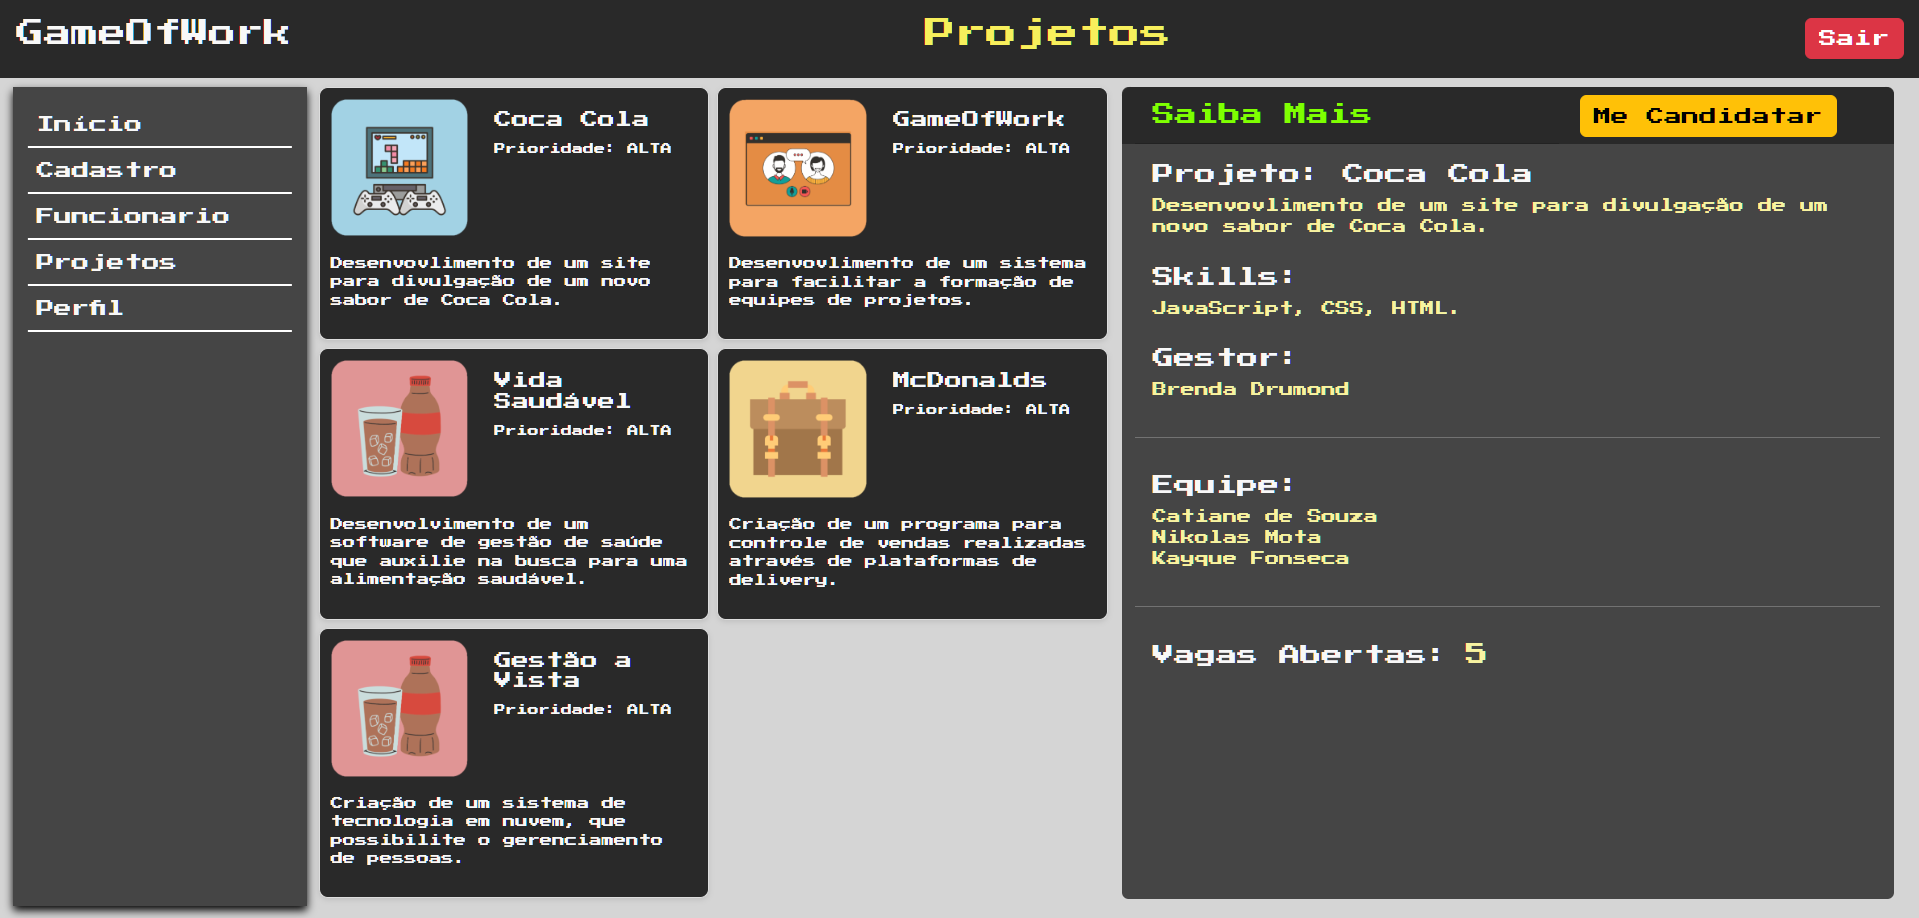 GameOfWork
Projetos
Sair
Início
Cadastro
Funcionario
Projetos
Perfil
Coca Cola
Prioridade: ALTA
Desenvovlimento de um site
para divulgação de um novo
sabor de Coca Cola.
GameOfWork
Prioridade: ALTA
Desenvovlimento de um sistema
para facilitar a formação de
equipes de projetos.
Vida
Saudável
Prioridade: ALTA
Desenvolvimento de um
software de gestão de saúde
que auxilie na busca para uma
alimentação saudável.
McDonalds
Prioridade: ALTA
Criação de um programa para
controle de vendas realizadas
através de plataformas de
delivery.
Gestão a
Vista
Prioridade: ALTA
Criação de um sistema de
tecnologia em nuvem, que
possibilite o gerenciamento
de pessoas.
Saiba Mais
Me Candidatar
Projeto: Coca Cola
Desenvovlimento de um site para divulgação de um
novo sabor de Coca Cola.
Skills:
JavaScript, CSS, HTML.
Gestor:
Brenda Drumond
Equipe:
Catiane de Souza
Nikolas Mota
Kayque Fonseca
Vagas Abertas: 5